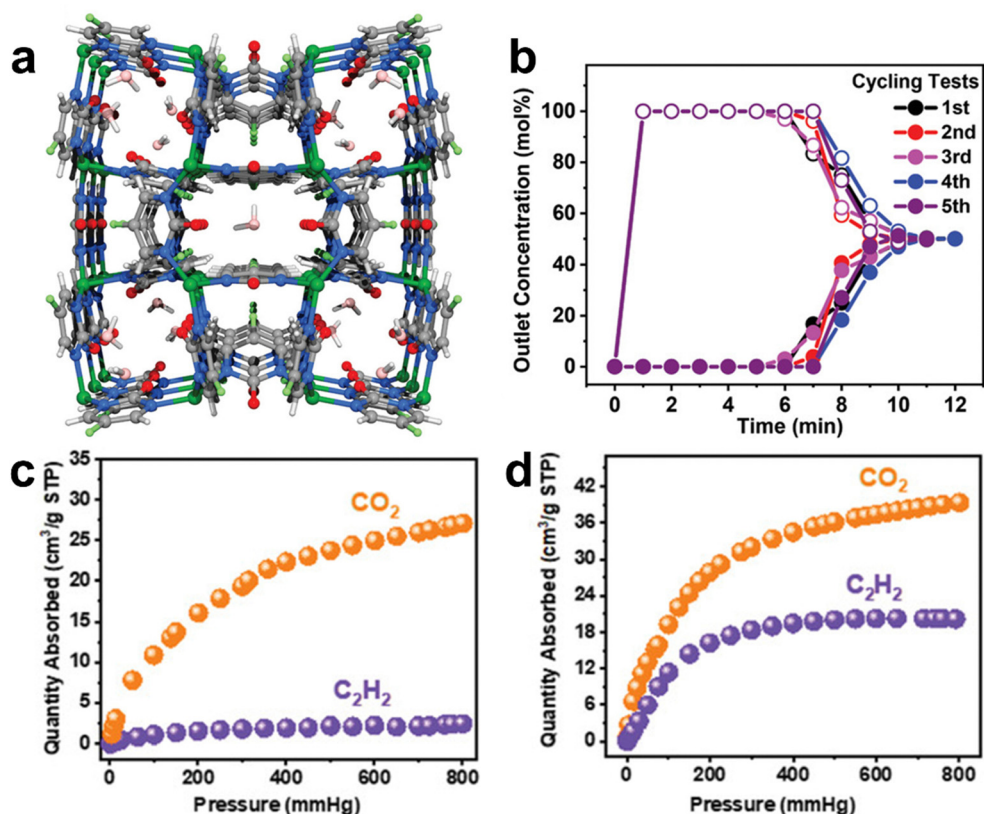 a
b
Outlet Concentration (mol%)
100
80
60
40
20
0
0 2 4 6 8 10 12
Time (min)
Cycling Tests
1st
2nd
3rd
4th
5th
c
Quantity Absorbed (cm³/g STP)
35
30
25
20
15
10
5
0
CO₂
C₂H₂
0 200 400 600 800
Pressure (mmHg)
d
Quantity Absorbed (cm³/g STP)
42
36
30
24
18
12
6
0
CO₂
C₂H₂
0 200 400 600 800
Pressure (mmHg)